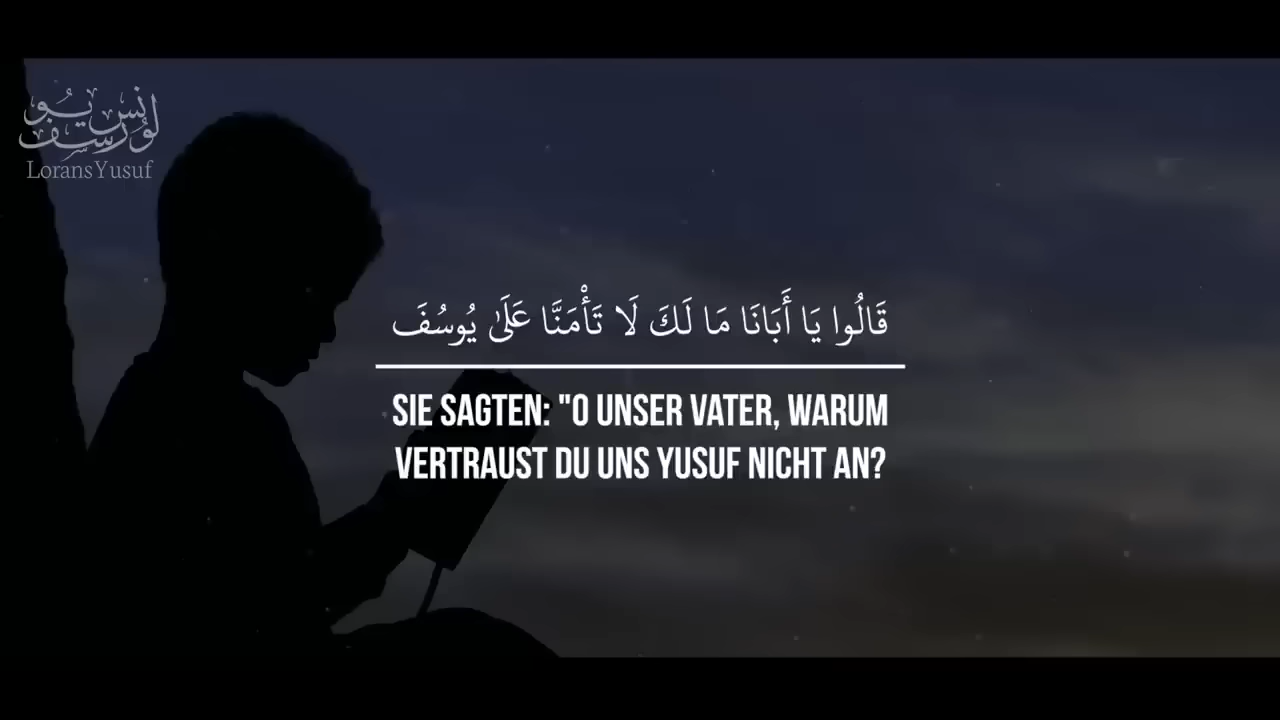 لورنس يوسف
LoransYusuf
قَالُوا يَا أَبَانَا مَا لَكَ لَا تَأْمَنَّا عَلَىٰ يُوسُفَ
SIE SAGTEN: "O UNSER VATER, WARUM
VERTRAUST DU UNS YUSUF NICHT AN?